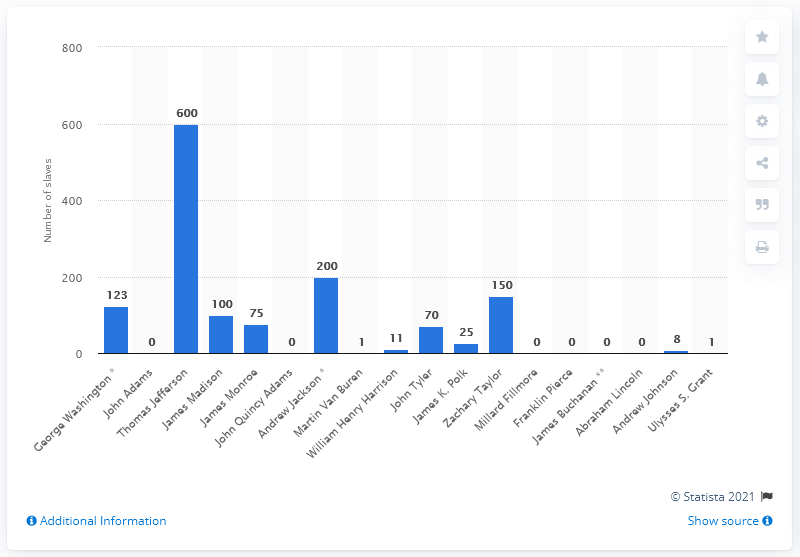 800
600
400
200
0
Number of slaves
123
0
600
100
75
0
200
1
11
70
25
150
0
0
0
0
8
1
George Washington *
John Adams
Thomas Jefferson
James Madison
James Monroe
John Quincy Adams
Andrew Jackson *
Martin Van Buren
William Henry Harrison
John Tyler
James K. Polk
Zachary Taylor
Millard Fillmore
Franklin Pierce
James Buchanan **
Abraham Lincoln
Andrew Johnson
Ulysses S. Grant
© Statista 2021
Additional Information
Show source